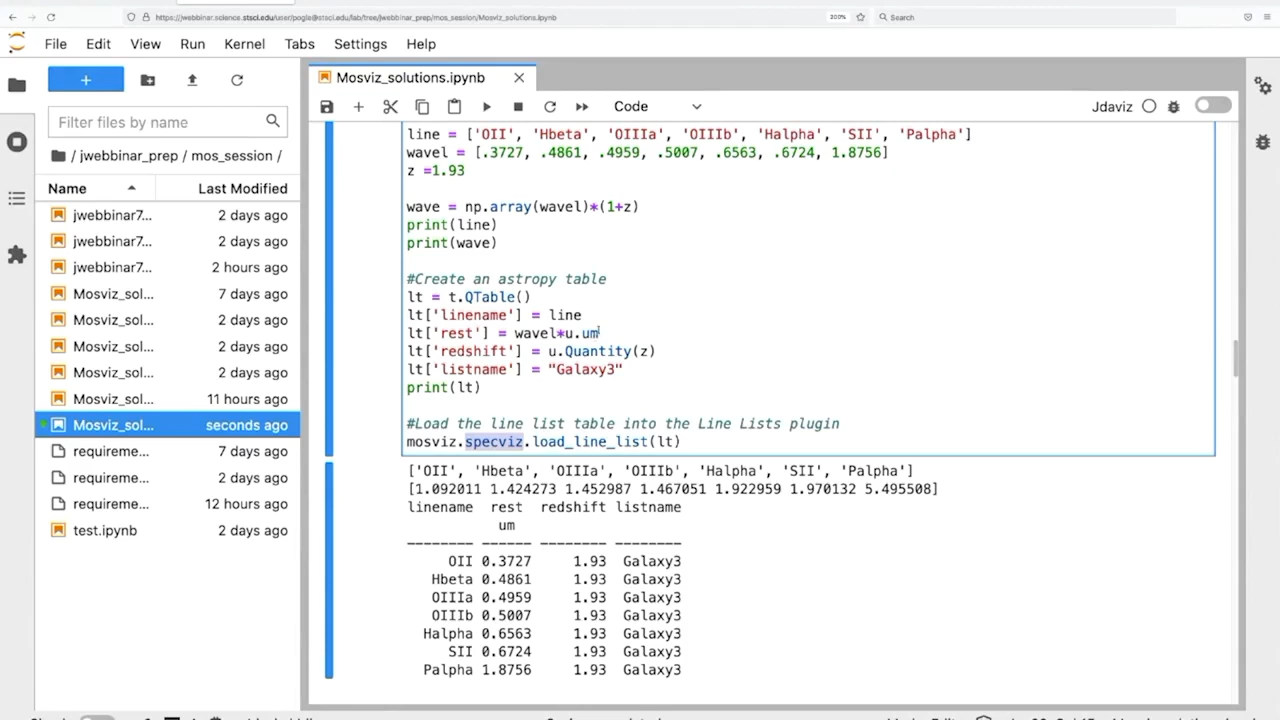 https://jwebbinar.science.stsci.edu/user/pogle@stsci.edu/lab/tree/jwebbinar_prep/mos_session/Mosviz_solutions.ipynb
200%
Search
File Edit View Run Kernel Tabs Settings Help
Mosviz_solutions.ipynb
Code
Jdaviz
Filter files by name
/ jwebbinar_prep / mos_session /
Name Last Modified
jwebbinar7... 2 days ago
jwebbinar7... 2 days ago
jwebbinar7... 2 hours ago
Mosviz_sol... 7 days ago
Mosviz_sol... 2 days ago
Mosviz_sol... 2 days ago
Mosviz_sol... 2 days ago
Mosviz_sol... 11 hours ago
Mosviz_sol... seconds ago
requireme... 7 days ago
requireme... 2 days ago
requireme... 12 hours ago
test.ipynb 2 days ago
line = ['OII', 'Hbeta', 'OIIIa', 'OIIIb', 'Halpha', 'SII', 'Palpha']
wavel = [.3727, .4861, .4959, .5007, .6563, .6724, 1.8756]
z =1.93
wave = np.array(wavel)*(1+z)
print(line)
print(wave)
#Create an astropy table
lt = t.QTable()
lt['linename'] = line
lt['rest'] = wavel*u.um
lt['redshift'] = u.Quantity(z)
lt['listname'] = "Galaxy3"
print(lt)
#Load the line list table into the Line Lists plugin
mosviz.specviz.load_line_list(lt)
['OII', 'Hbeta', 'OIIIa', 'OIIIb', 'Halpha', 'SII', 'Palpha']
[1.092011 1.424273 1.452987 1.467051 1.922959 1.970132 5.495508]
linename rest redshift listname
um
-------- ------ -------- --------
OII 0.3727 1.93 Galaxy3
Hbeta 0.4861 1.93 Galaxy3
OIIIa 0.4959 1.93 Galaxy3
OIIIb 0.5007 1.93 Galaxy3
Halpha 0.6563 1.93 Galaxy3
SII 0.6724 1.93 Galaxy3
Palpha 1.8756 1.93 Galaxy3